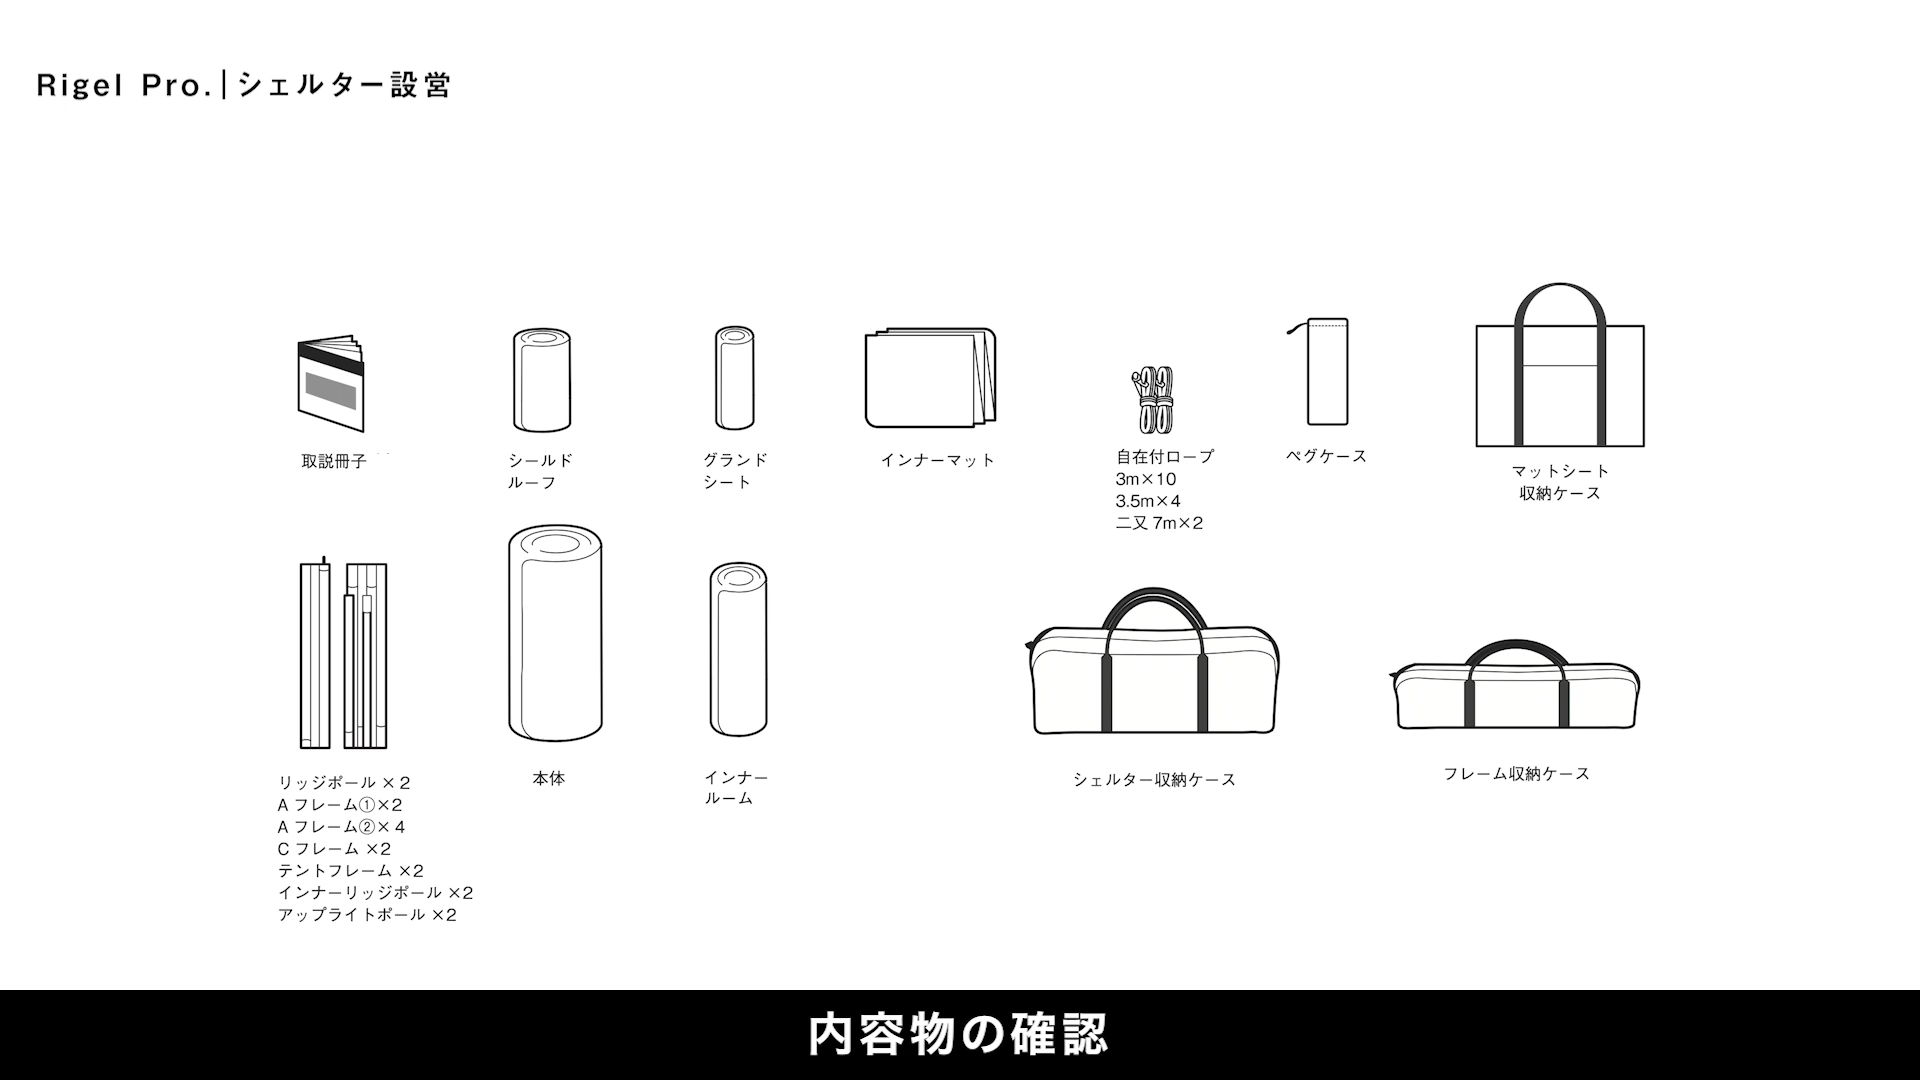 Rigel Pro.|シェルター設営
取説冊子
シールド
ルーフ
グランド
シート
インナーマット
自在付ロープ
3m×10
3.5m×4
二又 7m×2
ペグケース
マットシート
収納ケース
リッジポール ×2
A フレーム①×2
A フレーム②×4
C フレーム ×2
テントフレーム ×2
インナーリッジポール ×2
アップライトポール ×2
本体
インナー
ルーム
シェルター収納ケース
フレーム収納ケース
内容物の確認